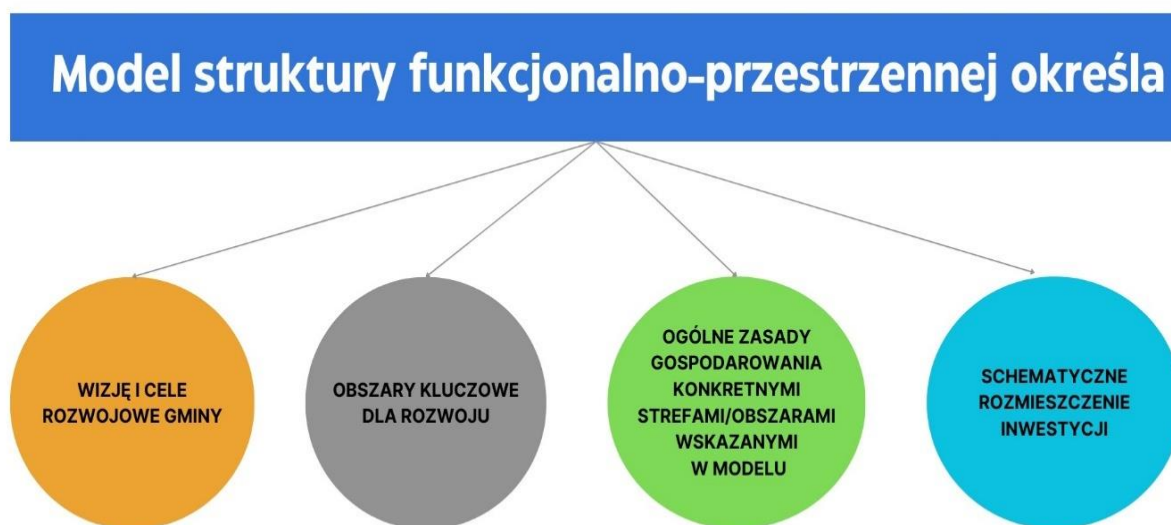 Model struktury funkcjonalno-przestrzennej określa
WIZJĘ I CELE
ROZWOJOWE GMINY
OBSZARY KLUCZOWE
DLA ROZWOJU
OGÓLNE ZASADY
GOSPODAROWANIA
KONKRETNYMI
STREFAMI/OBSZARAMI
WSKAZANYMI
W MODELU
SCHEMATYCZNE
ROZMIESZCZENIE
INWESTYCJI